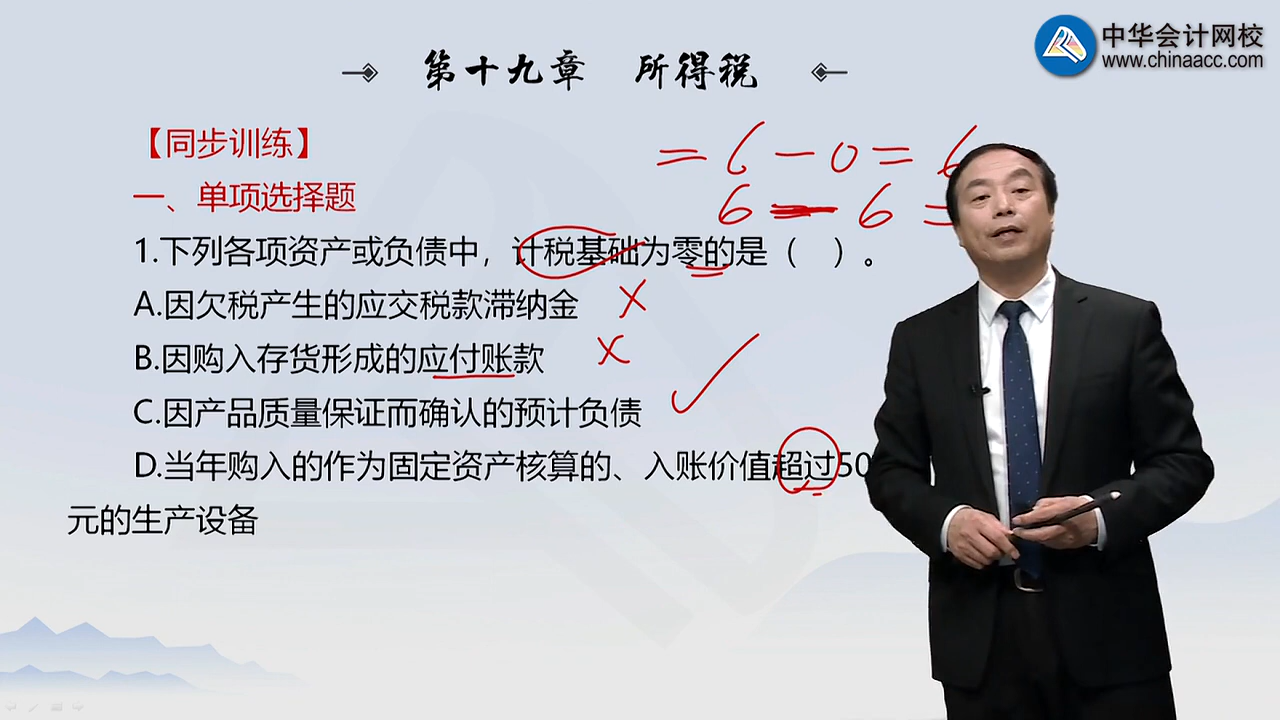 中华会计网校
www.chinaacc.com
第十九章 所得税
【同步训练】
= 6 - 0 = 6
一、单项选择题
6 - 6 =
1.下列各项资产或负债中，计税基础为零的是（ ）。
A.因欠税产生的应交税款滞纳金
B.因购入存货形成的应付账款
C.因产品质量保证而确认的预计负债
D.当年购入的作为固定资产核算的、入账价值超过50
元的生产设备